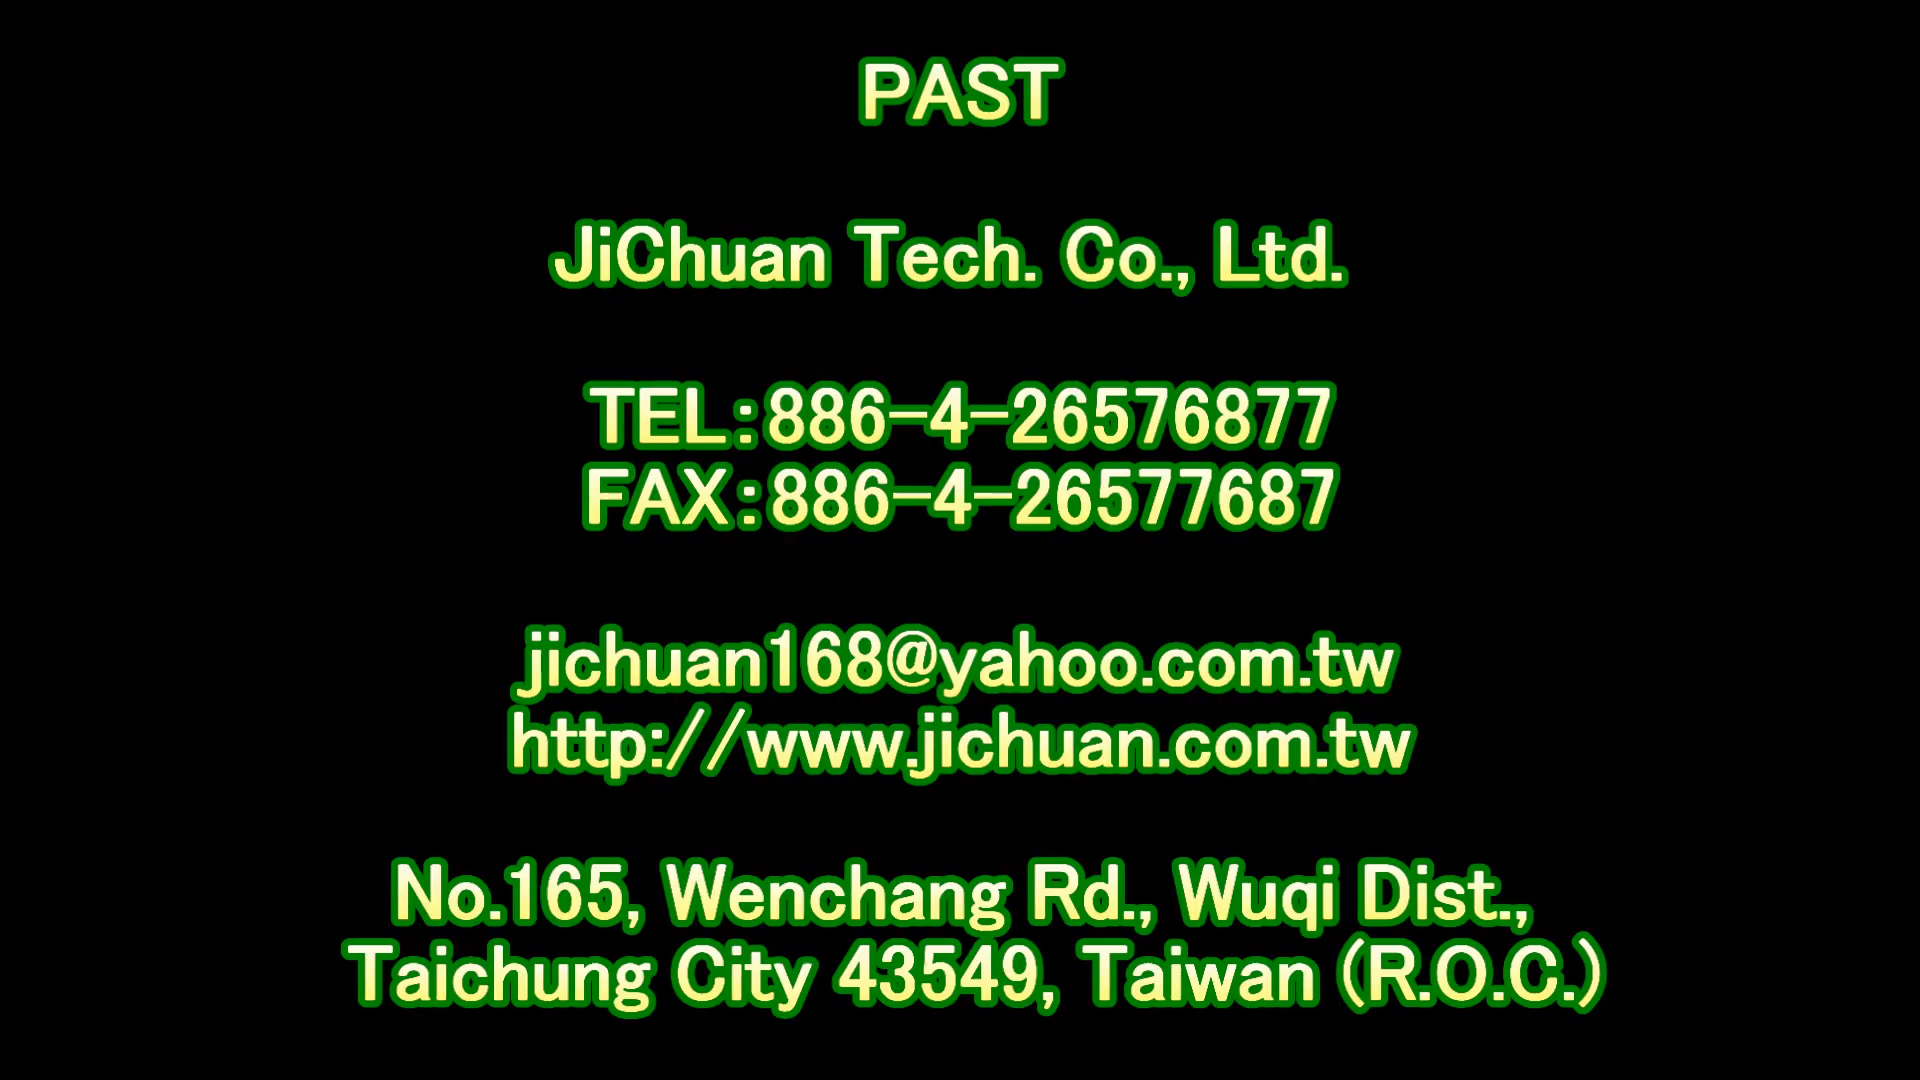 PAST
JiChuan Tech. Co., Ltd.
TEL:886-4-26576877
FAX:886-4-26577687
jichuan168@yahoo.com.tw
http://www.jichuan.com.tw
No.165, Wenchang Rd., Wuqi Dist.,
Taichung City 43549, Taiwan (R.O.C.)